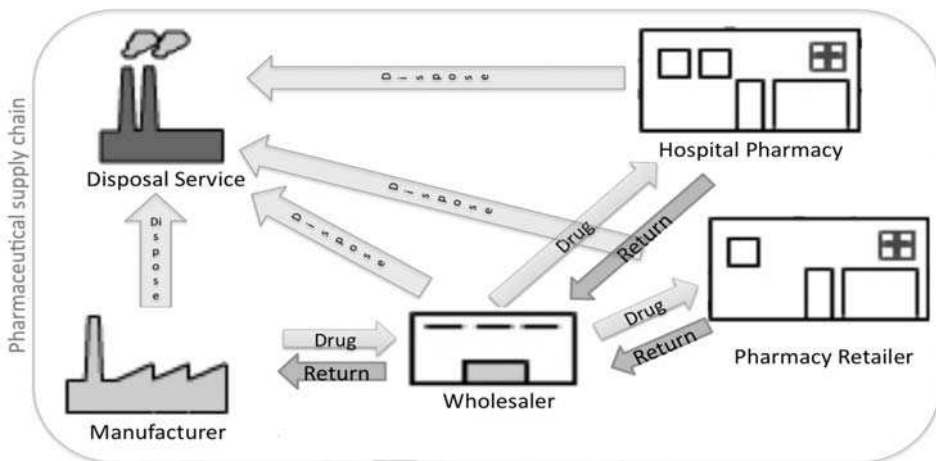 Pharmaceutical supply chain
Dispose
Hospital Pharmacy
Disposal Service
Dispose
Dispose
Drug
Return
Dispose
Drug
Return
Drug
Return
Pharmacy Retailer
Wholesaler
Manufacturer